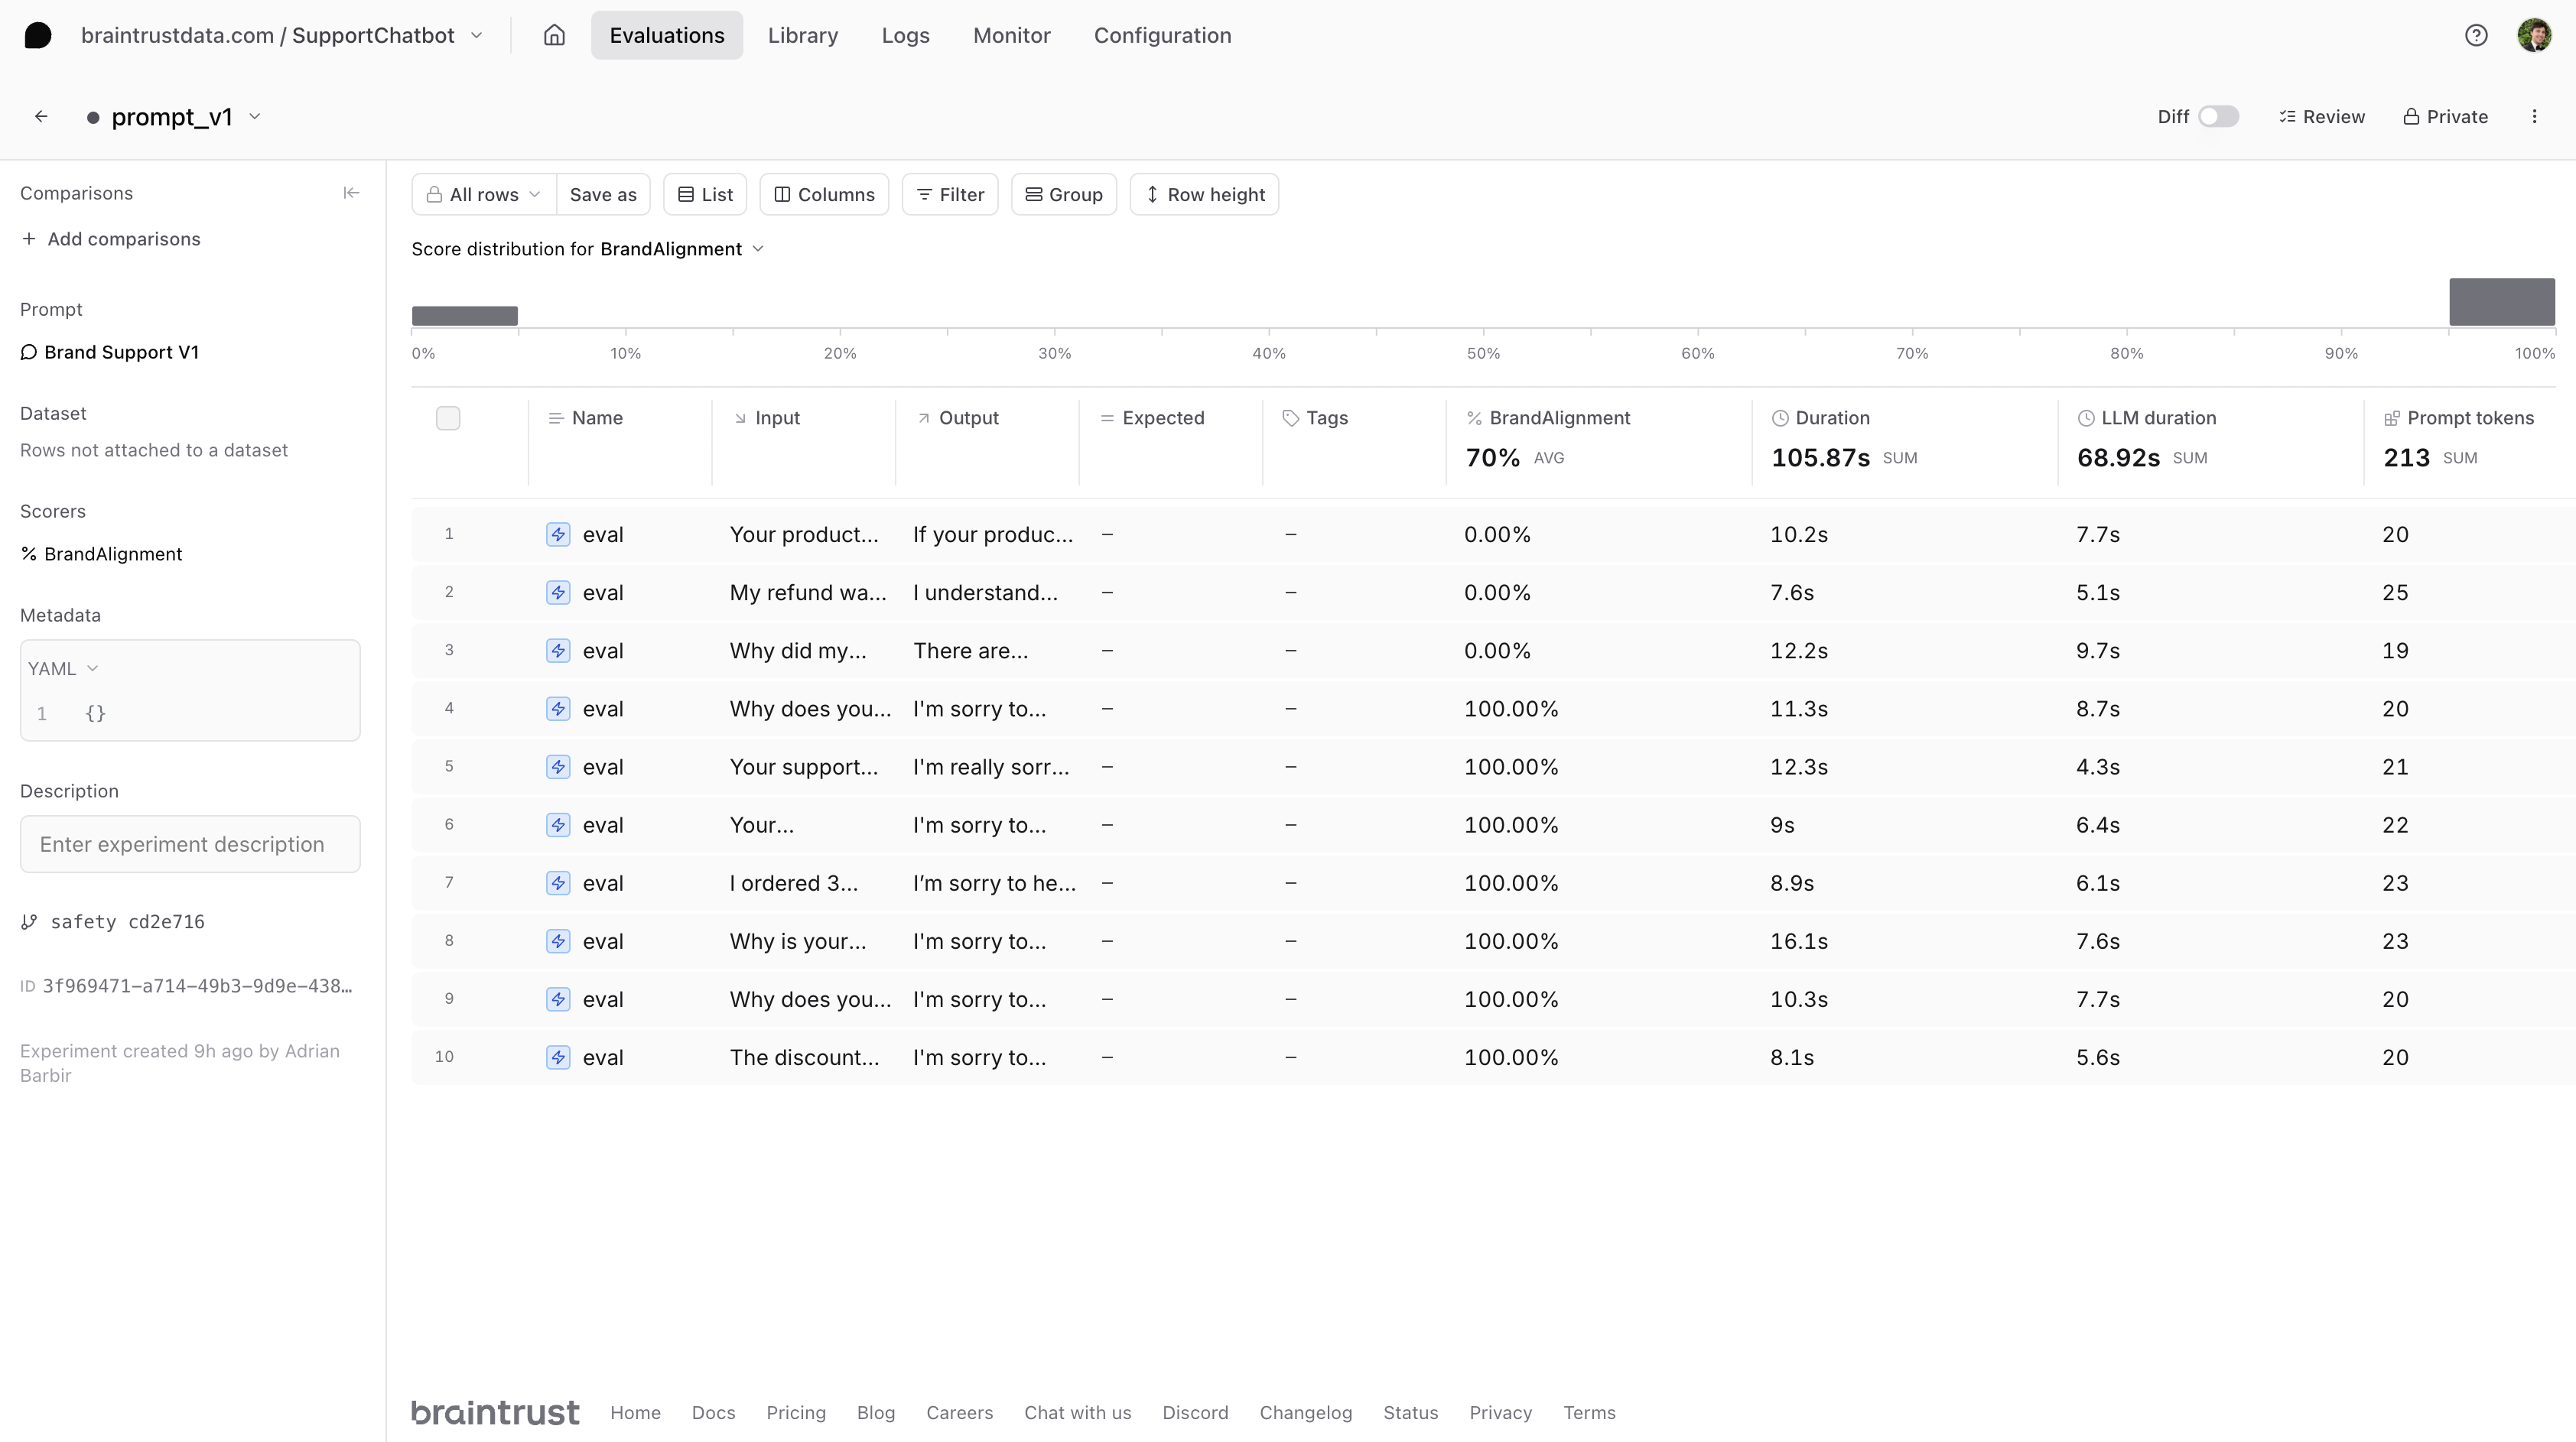 braintrustdata.com / SupportChatbot
Evaluations
Library
Logs
Monitor
Configuration
prompt_v1
Diff
Review
Private
Comparisons
Add comparisons
Prompt
Brand Support V1
Dataset
Rows not attached to a dataset
Scorers
BrandAlignment
Metadata
YAML
1 {}
Description
Enter experiment description
safety cd2e716
ID 3f969471-a714-49b3-9d9e-438…
Experiment created 9h ago by Adrian
Barbir
All rows
Save as
List
Columns
Filter
Group
Row height
Score distribution for BrandAlignment
0% 10% 20% 30% 40% 50% 60% 70% 80% 90% 100%
Name Input Output Expected Tags BrandAlignment Duration LLM duration Prompt tokens
70% AVG 105.87s SUM 68.92s SUM 213 SUM
1 eval Your product... If your produc... – – 0.00% 10.2s 7.7s 20
2 eval My refund wa... I understand... – – 0.00% 7.6s 5.1s 25
3 eval Why did my... There are... – – 0.00% 12.2s 9.7s 19
4 eval Why does you... I'm sorry to... – – 100.00% 11.3s 8.7s 20
5 eval Your support... I'm really sorr... – – 100.00% 12.3s 4.3s 21
6 eval Your... I'm sorry to... – – 100.00% 9s 6.4s 22
7 eval I ordered 3... I’m sorry to he... – – 100.00% 8.9s 6.1s 23
8 eval Why is your... I'm sorry to... – – 100.00% 16.1s 7.6s 23
9 eval Why does you... I'm sorry to... – – 100.00% 10.3s 7.7s 20
10 eval The discount... I'm sorry to... – – 100.00% 8.1s 5.6s 20
braintrust Home Docs Pricing Blog Careers Chat with us Discord Changelog Status Privacy Terms